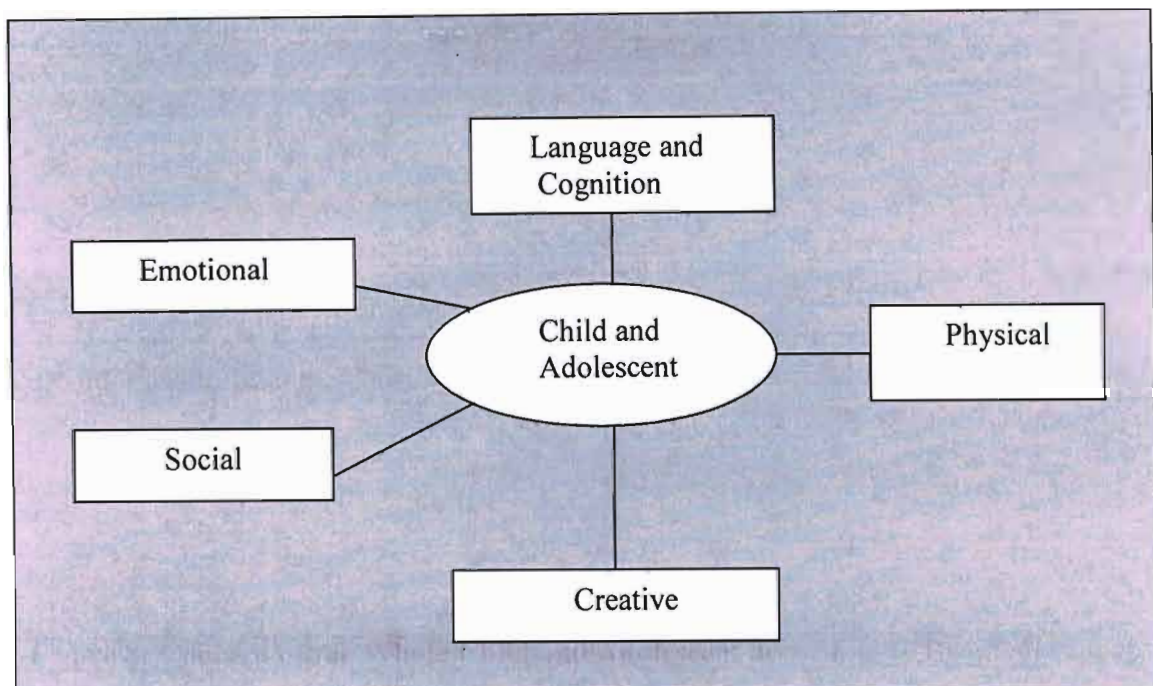 Language and
Cognition
Emotional
Child and
Adolescent
Physical
Social
Creative